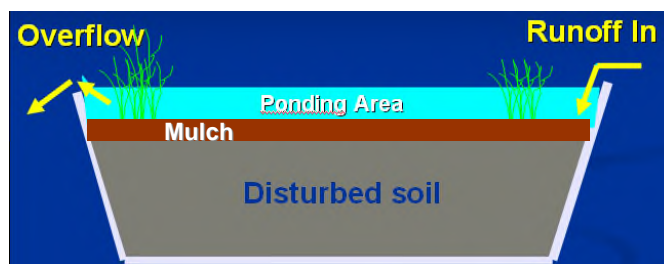 Overflow
Runoff In
Ponding Area
Mulch
Disturbed soil